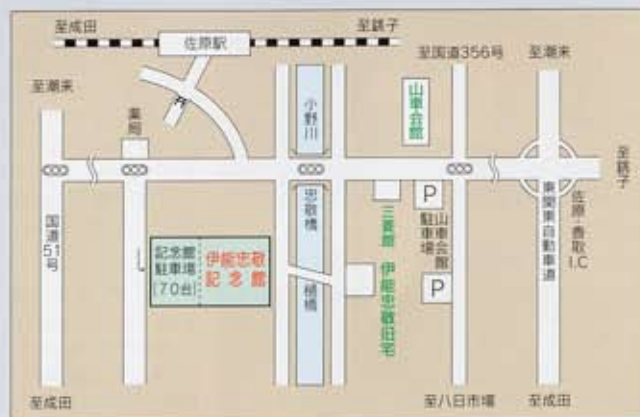 至成田
佐原駅
至銚子
至国道356号
至潮来
至潮来
薬局
小野川
山車会館
至銚子
国道51号
忠敬橋
三菱館
P
山車会館
駐車場
佐原・香取I.C
東関東自動車道
記念館
駐車場
(70台)
伊能忠敬
記念館
樋橋
伊能忠敬旧宅
P
至成田
至八日市場
至成田